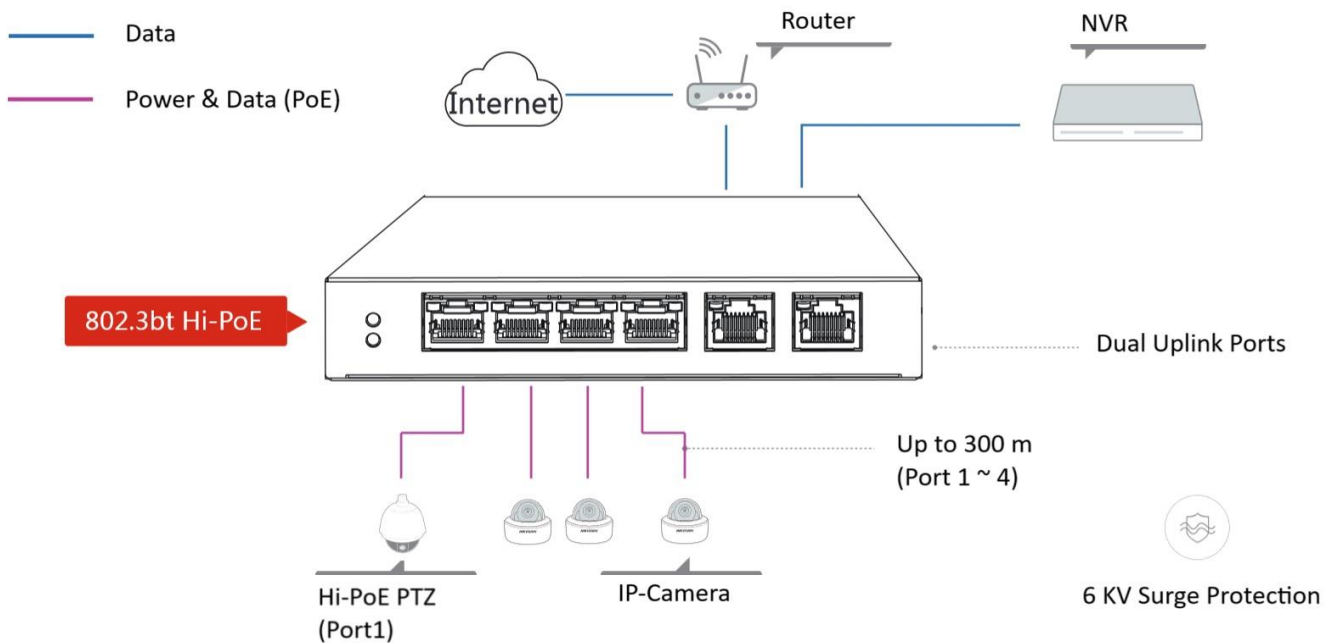 Data
Power & Data (PoE)
Internet
Router
NVR
802.3bt Hi-PoE
Dual Uplink Ports
Up to 300 m
(Port 1 ~ 4)
Hi-PoE PTZ
(Port1)
IP-Camera
6 KV Surge Protection